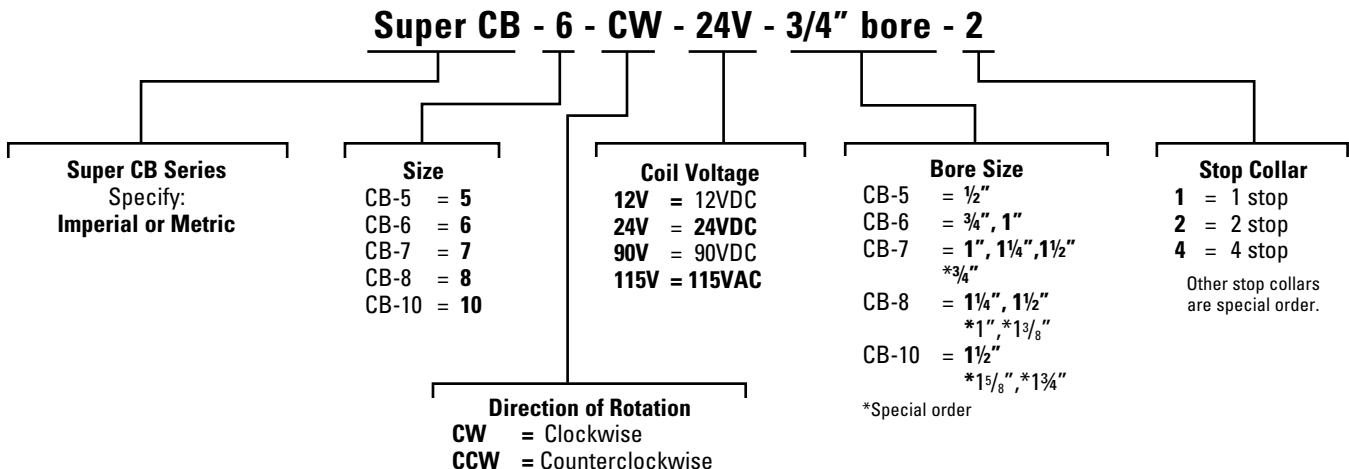 Super CB - 6 - CW - 24V - 3/4" bore - 2
Super CB Series
Specify:
Imperial or Metric
Size
CB-5 = 5
CB-6 = 6
CB-7 = 7
CB-8 = 8
CB-10 = 10
Direction of Rotation
CW = Clockwise
CCW = Counterclockwise
Coil Voltage
12V = 12VDC
24V = 24VDC
90V = 90VDC
115V = 115VAC
Bore Size
CB-5 = ½"
CB-6 = ¾", 1"
CB-7 = 1", 1¼",1½"
*¾"
CB-8 = 1¼", 1½"
*1",*1³/₈"
CB-10 = 1½"
*1⁵/₈",*1¾"
*Special order
Stop Collar
1 = 1 stop
2 = 2 stop
4 = 4 stop
Other stop collars
are special order.